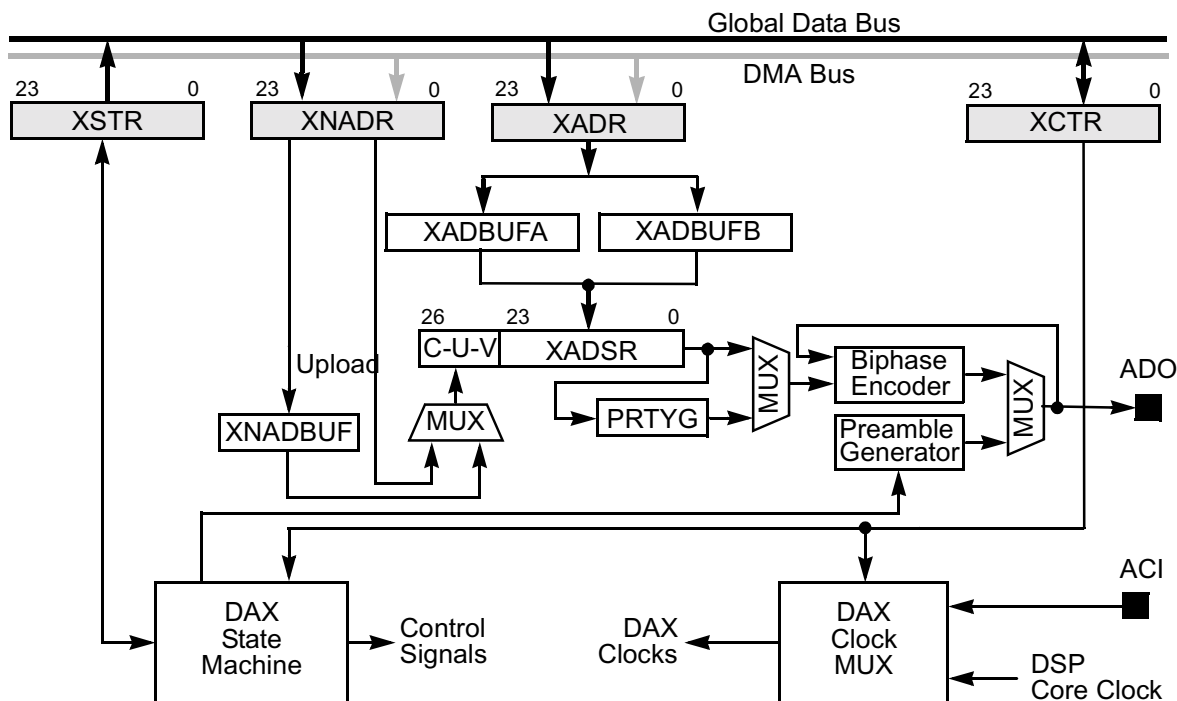 Global Data Bus
DMA Bus
23 0
XSTR
23 0
XNADR
23 0
XADR
23 0
XCTR
XADBUFA
XADBUFB
26 23 0
C-U-V
XADSR
Upload
XNADBUF
MUX
PRTYG
MUX
Biphase
Encoder
Preamble
Generator
MUX
ADO
ACI
DAX
State
Machine
Control
Signals
DAX
Clocks
DAX
Clock
MUX
DSP
Core Clock